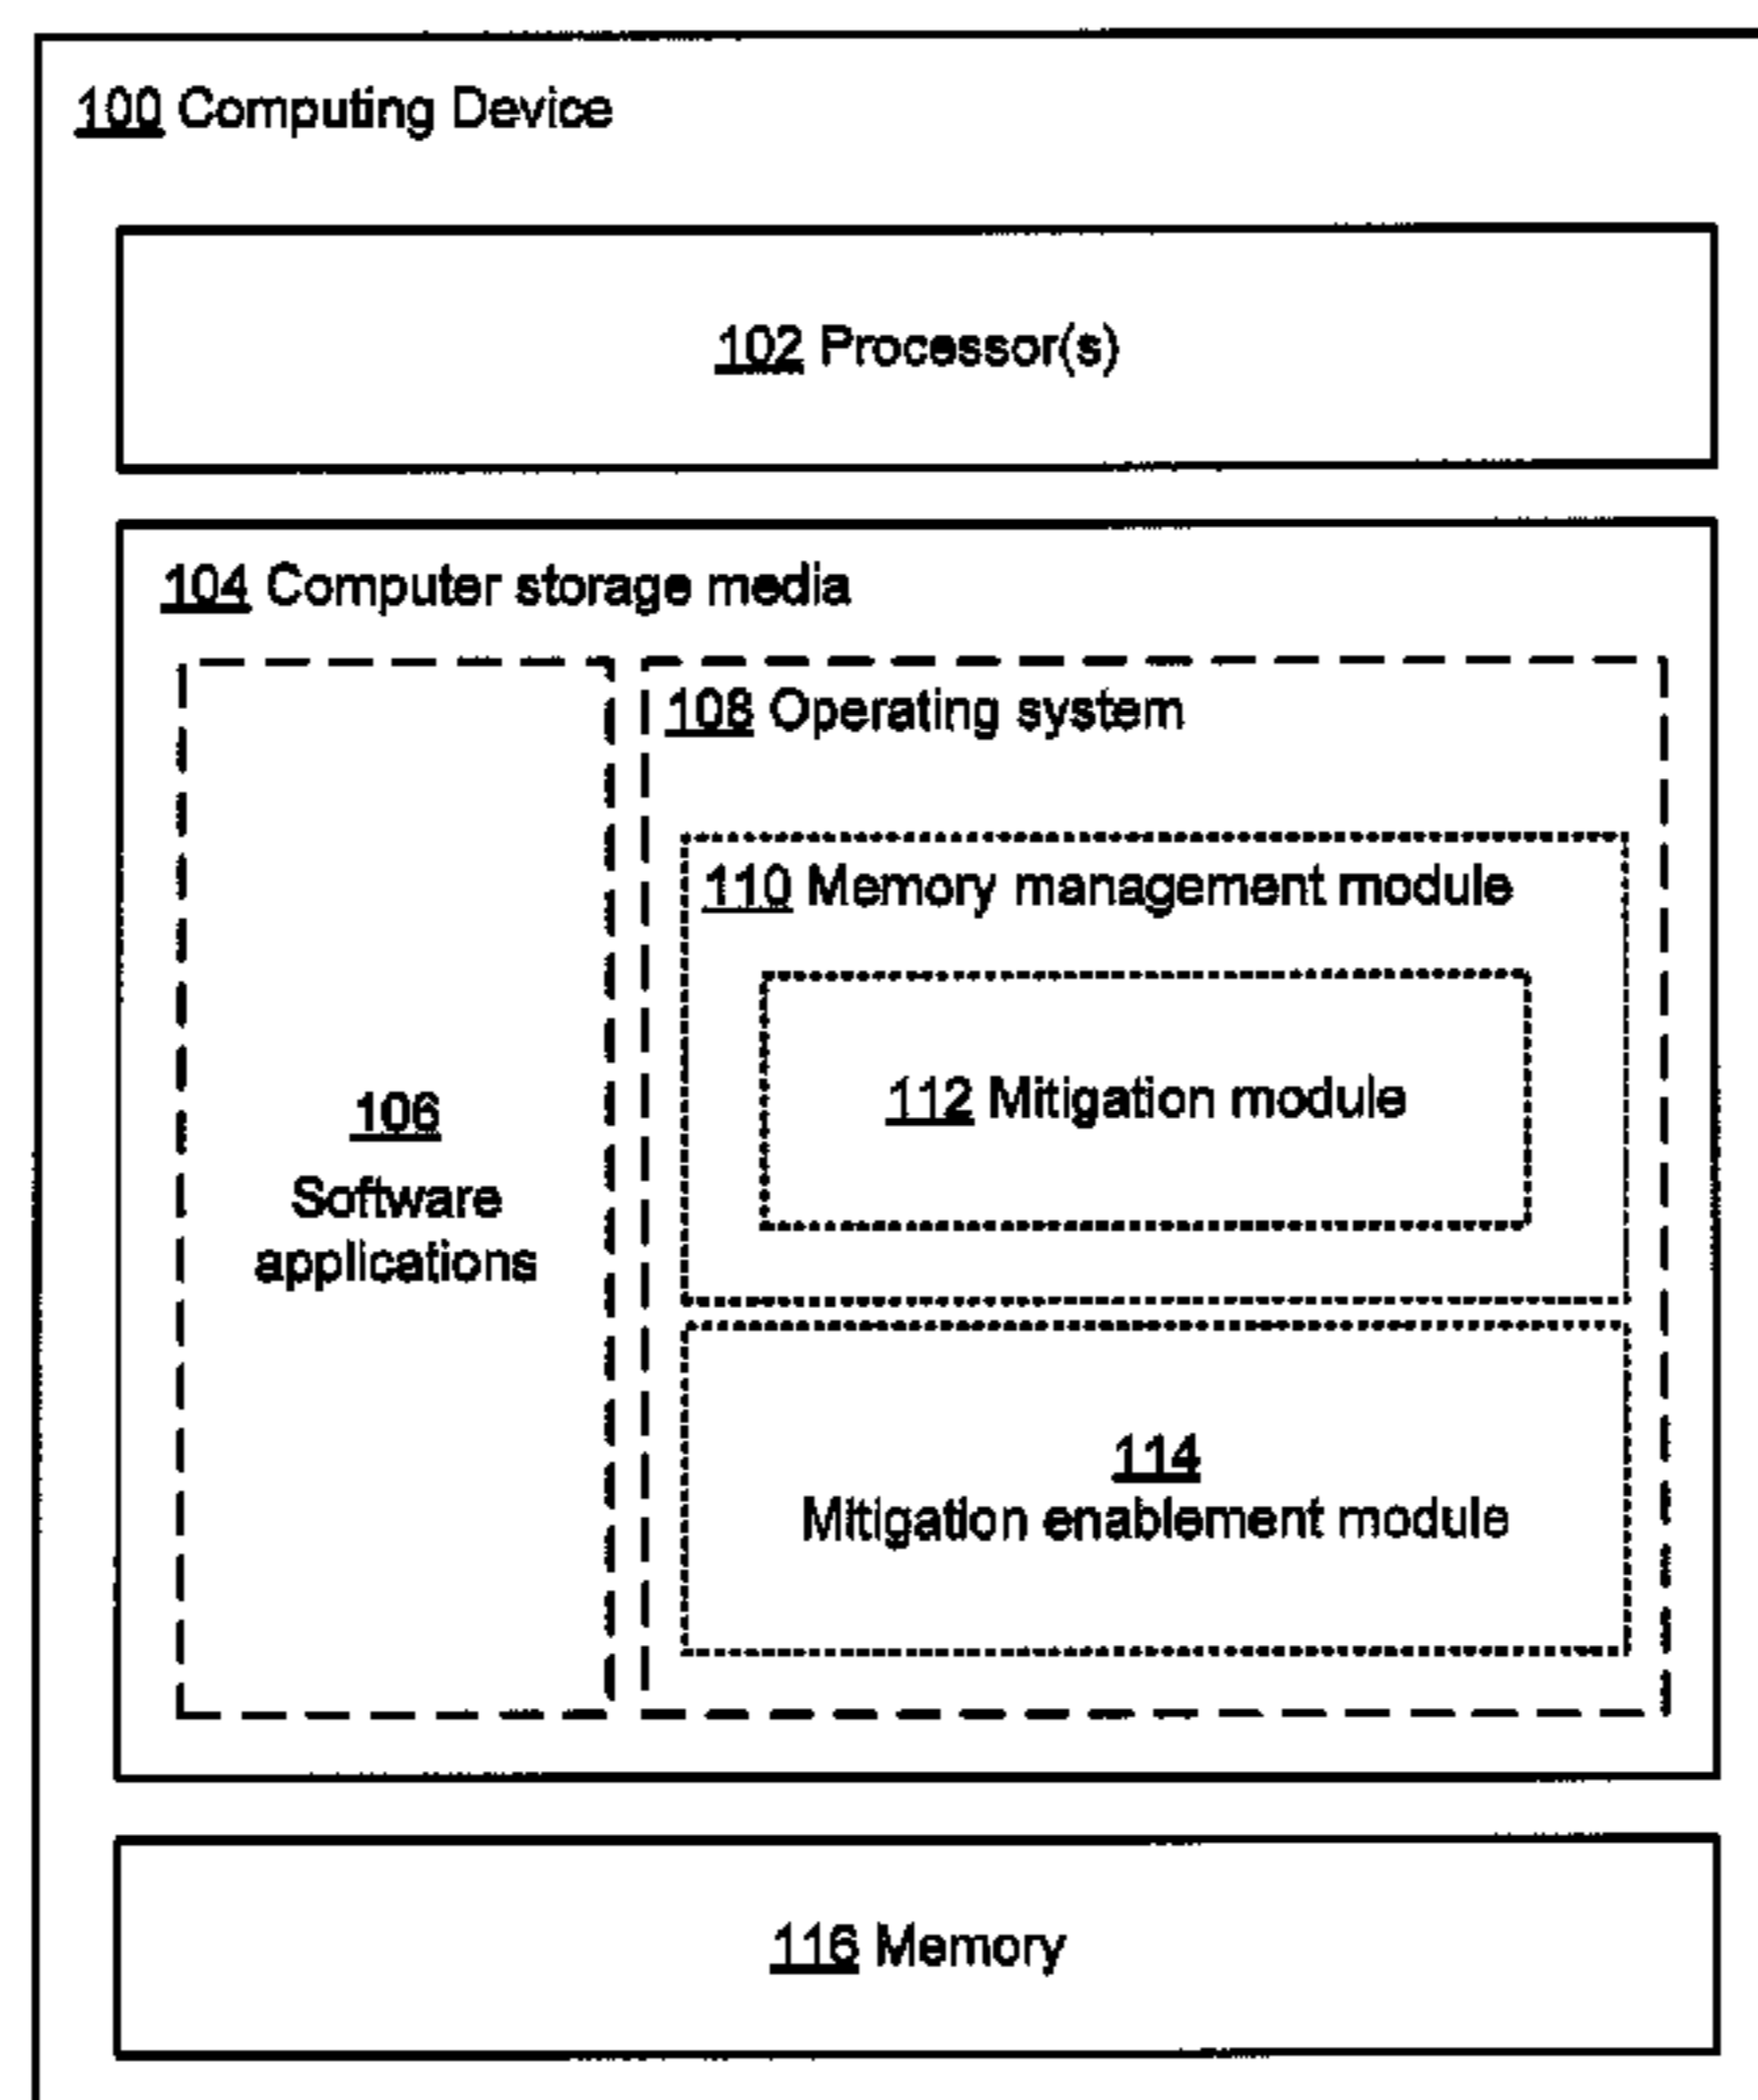 100 Computing Device
102 Processor(s)
104 Computer storage media
108 Operating system
110 Memory management module
112 Mitigation module
106
Software
applications
114
Mitigation enablement module
116 Memory